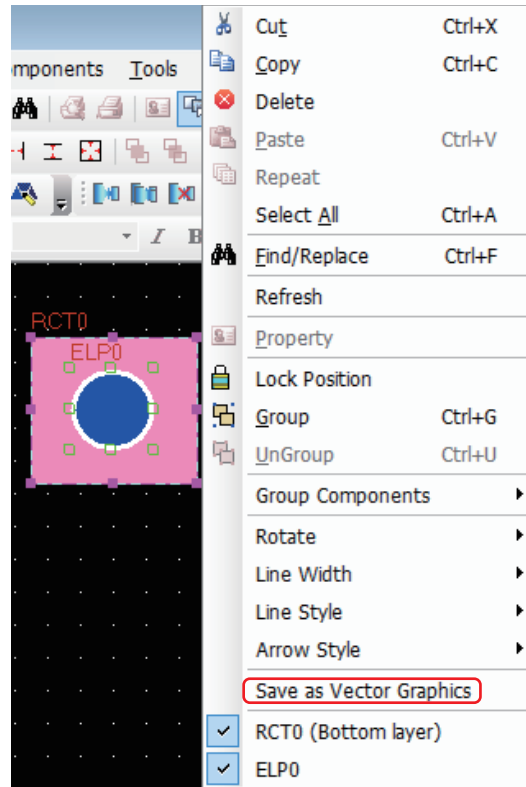 mponents Tools
I B
RCT0
ELP0
Cut Ctrl+X
Copy Ctrl+C
Delete
Paste Ctrl+V
Repeat
Select All Ctrl+A
Find/Replace Ctrl+F
Refresh
Property
Lock Position
Group Ctrl+G
UnGroup Ctrl+U
Group Components
Rotate
Line Width
Line Style
Arrow Style
Save as Vector Graphics
RCT0 (Bottom layer)
ELP0